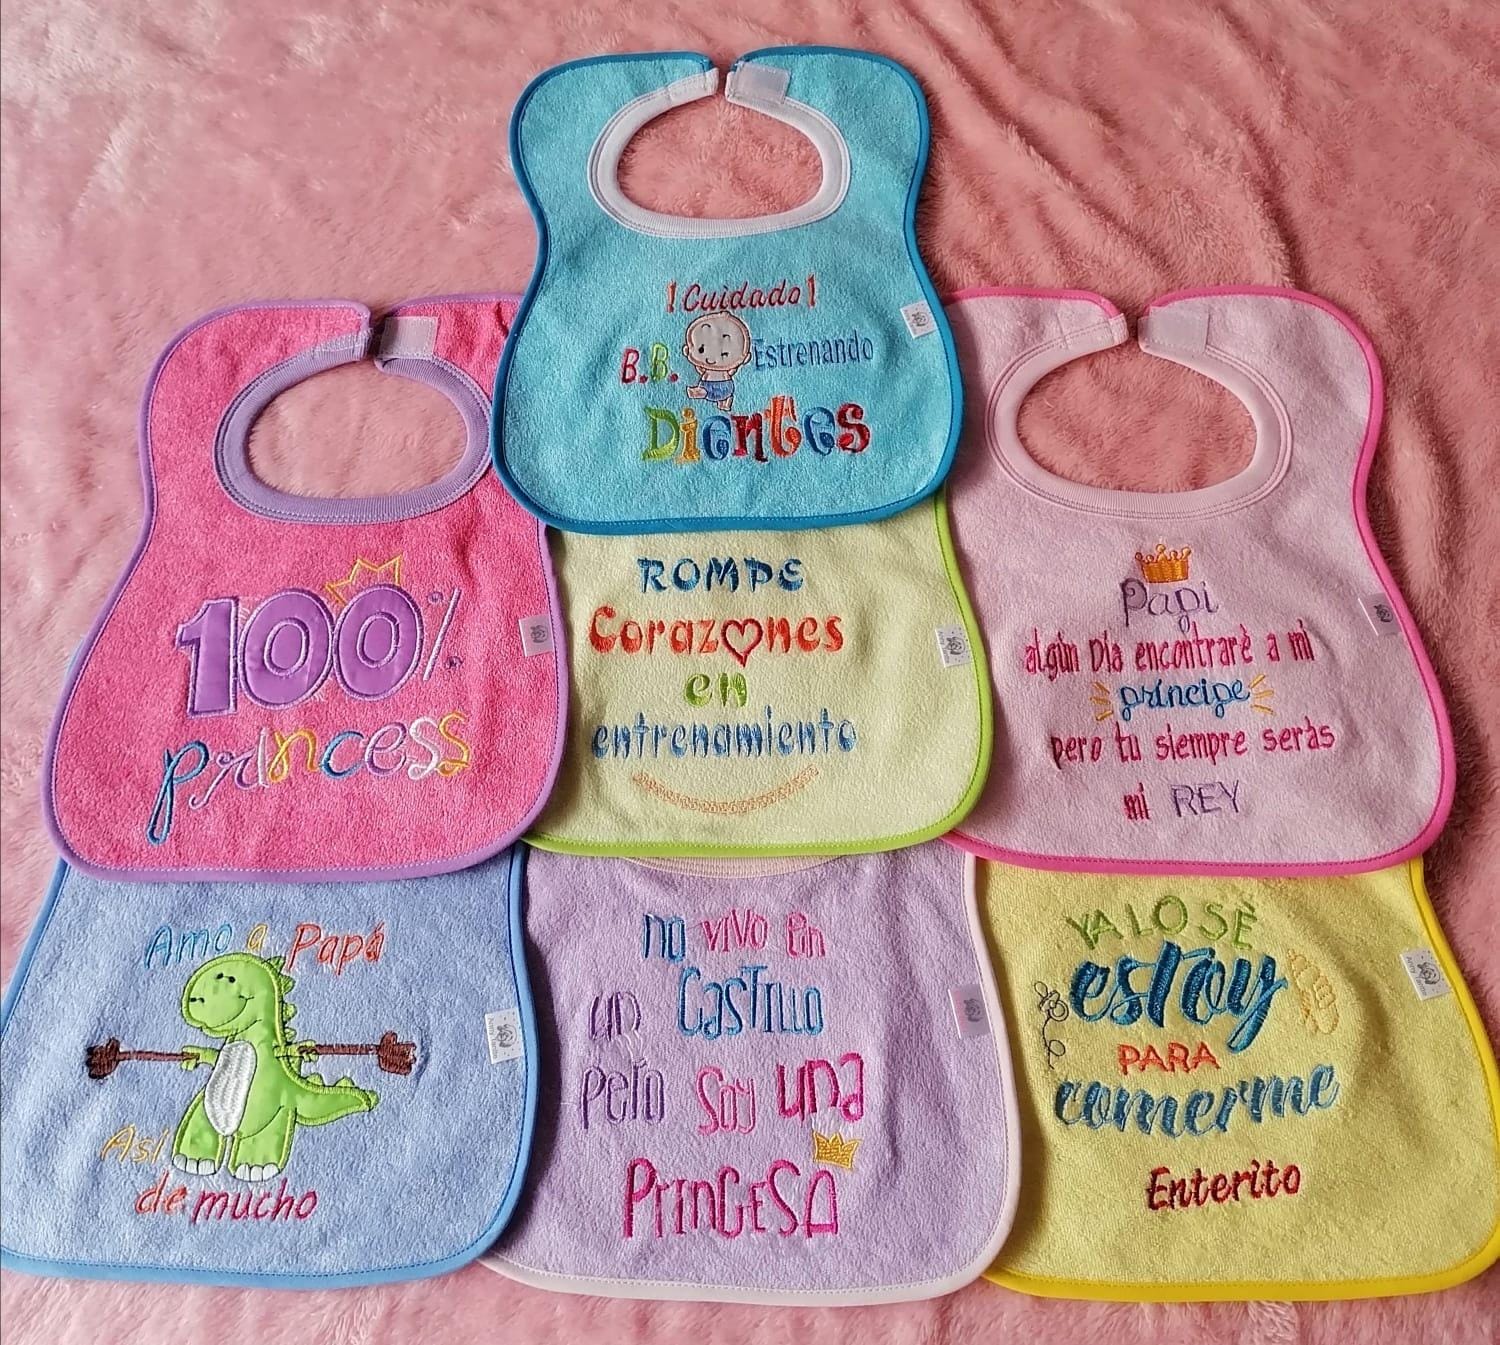 ¡Cuidado!
B.B. Estrenando
Dientes
100%
princess
ROMPE
Corazones
en
entrenamiento
Papi
algún Día encontraré a mi
príncipe
pero tu siempre serás
mi REY
Amo a Papá
Así
de mucho
no vivo en
un Castillo
pero soy una
Princesa
YA LO SÈ
estoy
PARA
comerme
Enterito